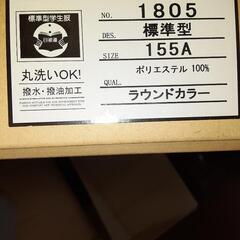 標準型学生服
丸洗いOK!
撥水・撥油加工
NO. 1805
DES. 標準型
SIZE 155A
ポリエステル 100%
QUAL. ラウンドカラー